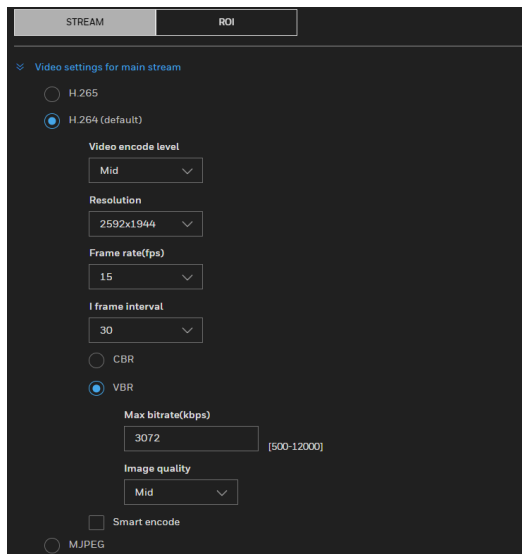 STREAM ROI
Video settings for main stream
H.265
H.264 (default)
Video encode level
Mid
Resolution
2592x1944
Frame rate(fps)
15
I frame interval
30
CBR
VBR
Max bitrate(kbps)
3072 [500-12000]
Image quality
Mid
Smart encode
MJPEG